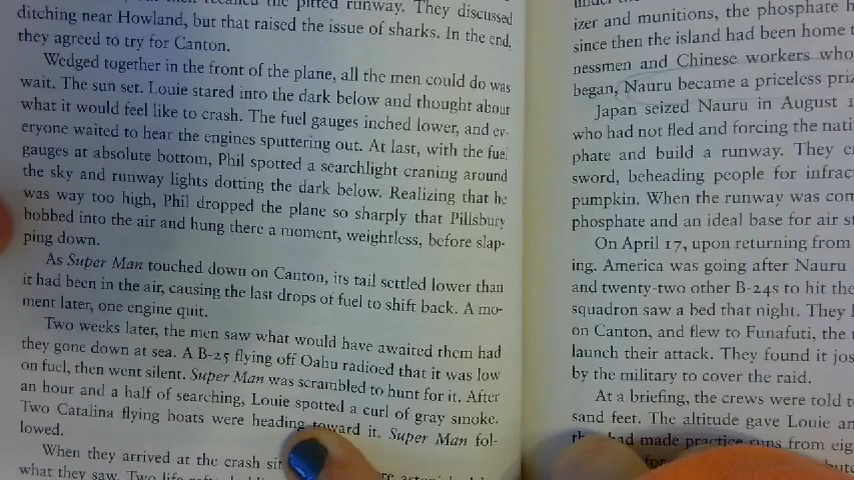 the pitted runway. They discussed
ditching near Howland, but that raised the issue of sharks. In the end,
they agreed to try for Canton.
Wedged together in the front of the plane, all the men could do was
wait. The sun set. Louie stared into the dark below and thought about
what it would feel like to crash. The fuel gauges inched lower, and ev-
eryone waited to hear the engines sputtering out. At last, with the fuel
gauges at absolute bottom, Phil spotted a searchlight craning around
the sky and runway lights dotting the dark below. Realizing that he
was way too high, Phil dropped the plane so sharply that Pillsbury
bobbed into the air and hung there a moment, weightless, before slap-
ping down.
As Super Man touched down on Canton, its tail settled lower than
it had been in the air, causing the last drops of fuel to shift back. A mo-
ment later, one engine quit.
Two weeks later, the men saw what would have awaited them had
they gone down at sea. A B-25 flying off Oahu radioed that it was low
on fuel, then went silent. Super Man was scrambled to hunt for it. After
an hour and a half of searching, Louie spotted a curl of gray smoke.
Two Catalina flying boats were heading toward it. Super Man fol-
lowed.
When they arrived at the crash
what they saw. Two life
izer and munitions, the phosphate
since then the island had been home
nessmen and Chinese workers who
began, Nauru became a priceless
Japan seized Nauru in August
who had not fled and forcing the
phate and build a runway. They
sword, beheading people for
pumpkin. When the runway was
phosphate and an ideal base for air
On April 17, upon returning from
ing. America was going after Nauru
and twenty-two other B-24s to hit the
squadron saw a bed that night. They
on Canton, and flew to Funafuti, the
launch their attack. They found it
by the military to cover the raid.
At a briefing, the crews were told
sand feet. The altitude gave Louie
had made practice runs from
for